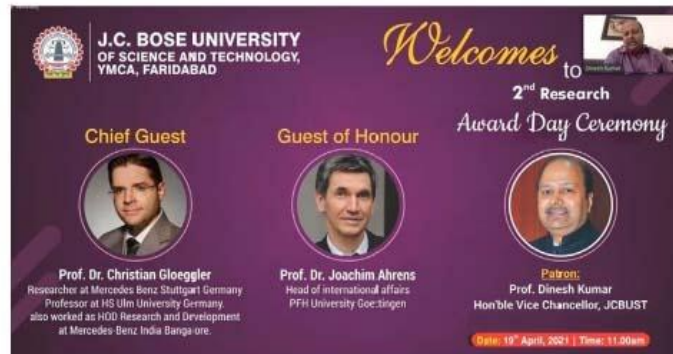 J.C. BOSE UNIVERSITY
OF SCIENCE AND TECHNOLOGY,
YMCA, FARIDABAD
Welcomes
to
Dinesh Kumar
2nd Research
Award Day Ceremony
Chief Guest
Prof. Dr. Christian Gloeggler
Researcher at Mercedes Benz Stuttgart Germany
Professor at HS Ulm University Germany.
also worked as HOD Research and Development
at Mercedes-Benz India Bangalore.
Guest of Honour
Prof. Dr. Joachim Ahrens
Head of international affairs
PFH University Goettingen
Patron:
Prof. Dinesh Kumar
Hon'ble Vice Chancellor, JCBUST
Date: 19th April, 2021 | Time: 11.00am